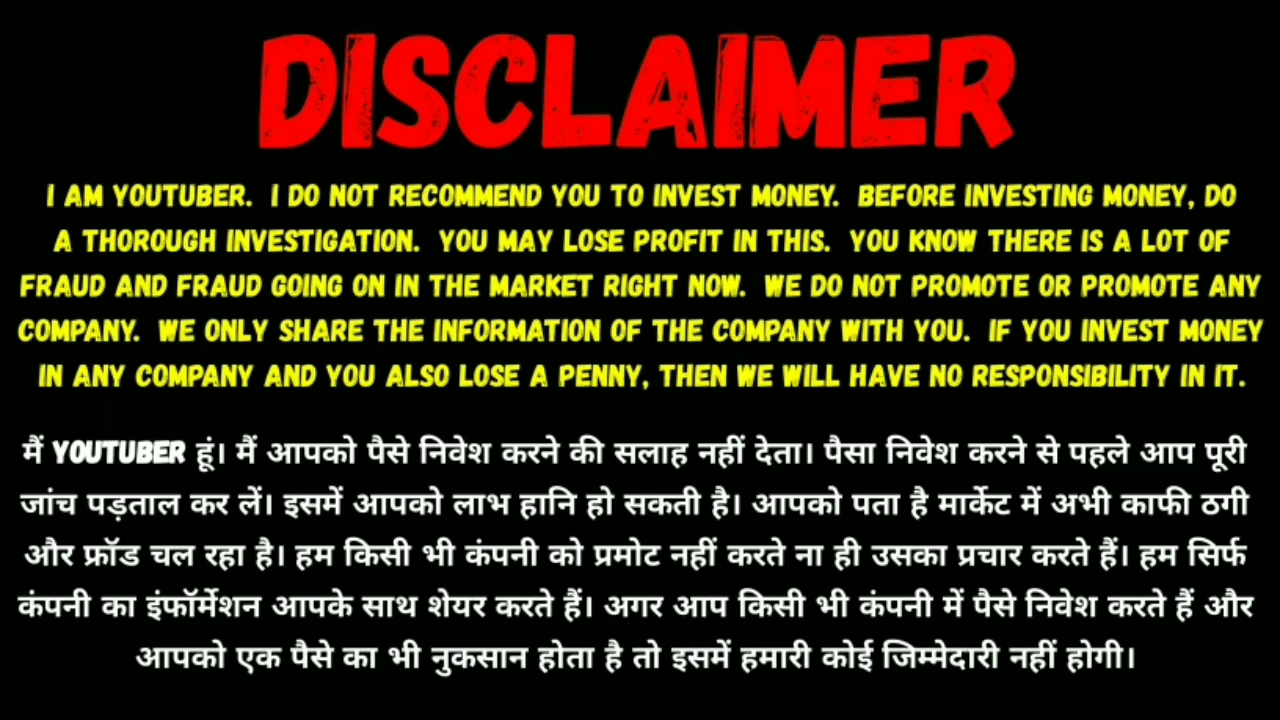 DISCLAIMER
I AM YOUTUBER. I DO NOT RECOMMEND YOU TO INVEST MONEY. BEFORE INVESTING MONEY, DO
A THOROUGH INVESTIGATION. YOU MAY LOSE PROFIT IN THIS. YOU KNOW THERE IS A LOT OF
FRAUD AND FRAUD GOING ON IN THE MARKET RIGHT NOW. WE DO NOT PROMOTE OR PROMOTE ANY
COMPANY. WE ONLY SHARE THE INFORMATION OF THE COMPANY WITH YOU. IF YOU INVEST MONEY
IN ANY COMPANY AND YOU ALSO LOSE A PENNY, THEN WE WILL HAVE NO RESPONSIBILITY IN IT.
मैं YOUTUBER हूं। मैं आपको पैसे निवेश करने की सलाह नहीं देता। पैसा निवेश करने से पहले आप पूरी
जांच पड़ताल कर लें। इसमें आपको लाभ हानि हो सकती है। आपको पता है मार्केट में अभी काफी ठगी
और फ्रॉड चल रहा है। हम किसी भी कंपनी को प्रमोट नहीं करते ना ही उसका प्रचार करते हैं। हम सिर्फ
कंपनी का इंफॉर्मेशन आपके साथ शेयर करते हैं। अगर आप किसी भी कंपनी में पैसे निवेश करते हैं और
आपको एक पैसे का भी नुकसान होता है तो इसमें हमारी कोई जिम्मेदारी नहीं होगी।